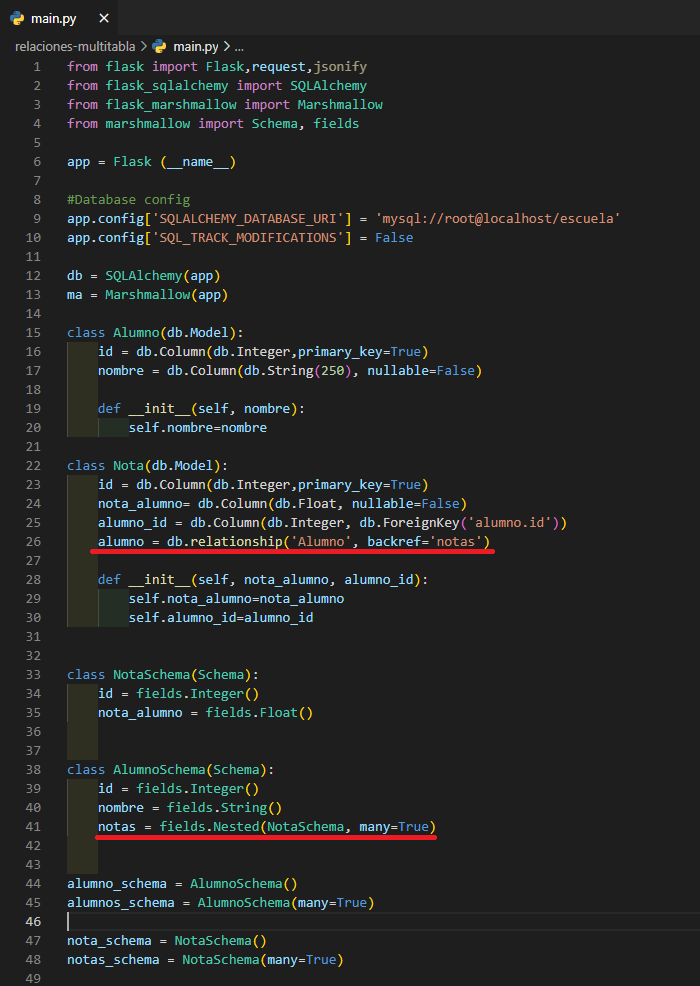 main.py ×
relaciones-multitabla > main.py > ...
1 from flask import Flask,request,jsonify
2 from flask_sqlalchemy import SQLAlchemy
3 from flask_marshmallow import Marshmallow
4 from marshmallow import Schema, fields
5
6 app = Flask (__name__)
7
8 #Database config
9 app.config['SQLALCHEMY_DATABASE_URI'] = 'mysql://root@localhost/escuela'
10 app.config['SQL_TRACK_MODIFICATIONS'] = False
11
12 db = SQLAlchemy(app)
13 ma = Marshmallow(app)
14
15 class Alumno(db.Model):
16     id = db.Column(db.Integer,primary_key=True)
17     nombre = db.Column(db.String(250), nullable=False)
18
19     def __init__(self, nombre):
20         self.nombre=nombre
21
22 class Nota(db.Model):
23     id = db.Column(db.Integer,primary_key=True)
24     nota_alumno= db.Column(db.Float, nullable=False)
25     alumno_id = db.Column(db.Integer, db.ForeignKey('alumno.id'))
26     alumno = db.relationship('Alumno', backref='notas')
27
28     def __init__(self, nota_alumno, alumno_id):
29         self.nota_alumno=nota_alumno
30         self.alumno_id=alumno_id
31
32
33 class NotaSchema(Schema):
34     id = fields.Integer()
35     nota_alumno = fields.Float()
36
37
38 class AlumnoSchema(Schema):
39     id = fields.Integer()
40     nombre = fields.String()
41     notas = fields.Nested(NotaSchema, many=True)
42
43
44 alumno_schema = AlumnoSchema()
45 alumnos_schema = AlumnoSchema(many=True)
46
47 nota_schema = NotaSchema()
48 notas_schema = NotaSchema(many=True)
49